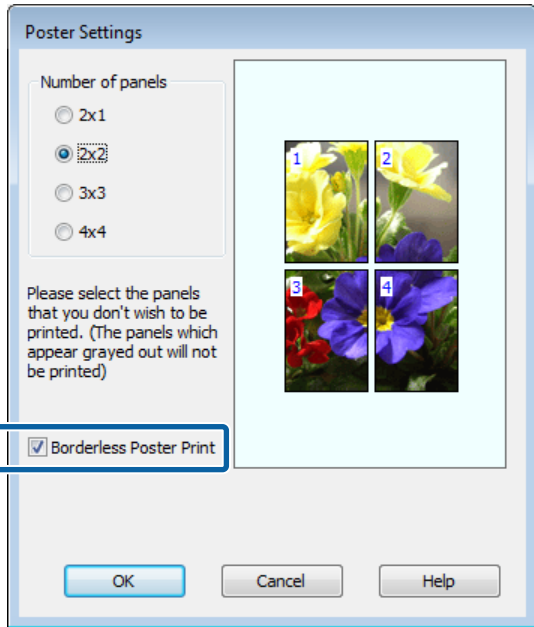 Poster Settings
Number of panels
2x1
2x2
3x3
4x4
Please select the panels
that you don't wish to be
printed. (The panels which
appear grayed out will not
be printed)
Borderless Poster Print
1 2
3 4
OK Cancel Help